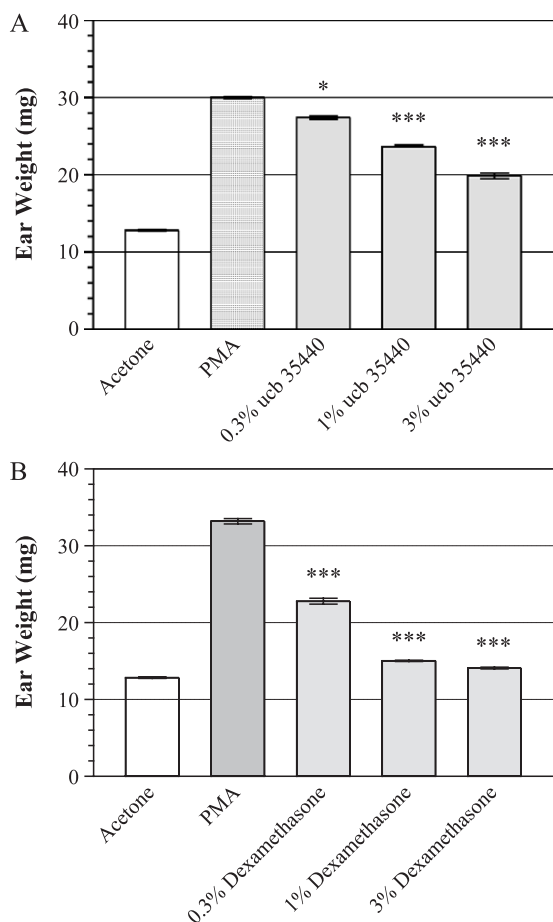 A
Ear Weight (mg)
40
30
20
10
0
*
***
***
Acetone
PMA
0.3% ucb 35440
1% ucb 35440
3% ucb 35440
B
Ear Weight (mg)
40
30
20
10
0
***
***
***
Acetone
PMA
0.3% Dexamethasone
1% Dexamethasone
3% Dexamethasone